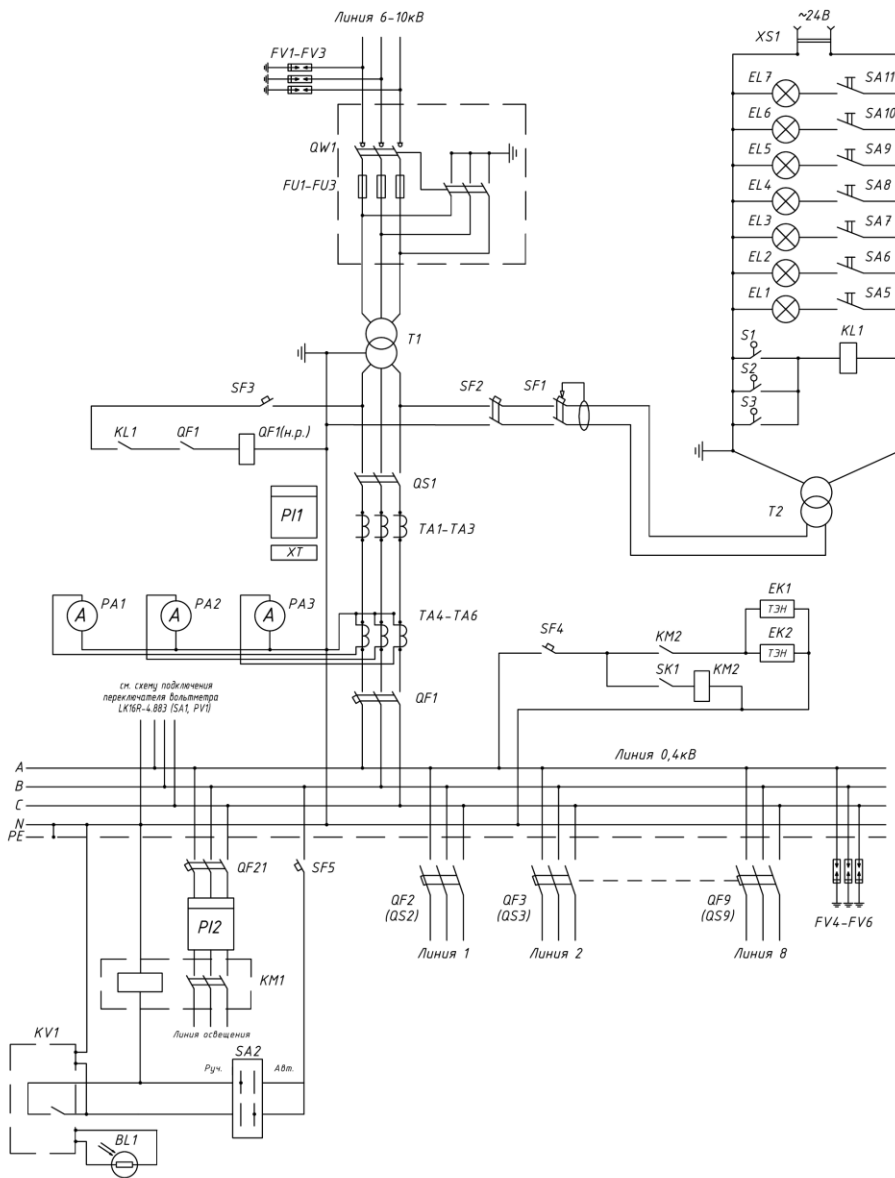 Линия 6-10кВ
~24В
XS1
FV1-FV3
EL7
SA11
EL6
SA10
QW1
EL5
SA9
FU1-FU3
EL4
SA8
EL3
SA7
EL2
SA6
EL1
SA5
T1
S1
KL1
S2
SF3
SF2
SF1
S3
KL1
QF1
QF1(н.р.)
QS1
T2
PI1
TA1-TA3
XT
EK1
ТЭН
PA1
PA2
PA3
TA4-TA6
A
A
A
SF4
KM2
EK2
ТЭН
SK1
KM2
см. схему подключения
переключателя вольтметра
LK16R-4.883 (SA1, PV1)
QF1
Линия 0,4кВ
A
B
C
N
PE
QF21
SF5
QF2
(QS2)
QF3
(QS3)
QF9
(QS9)
FV4-FV6
PI2
Линия 1
Линия 2
Линия 8
KM1
Линия освещения
KV1
SA2
Руч.
Авт.
BL1